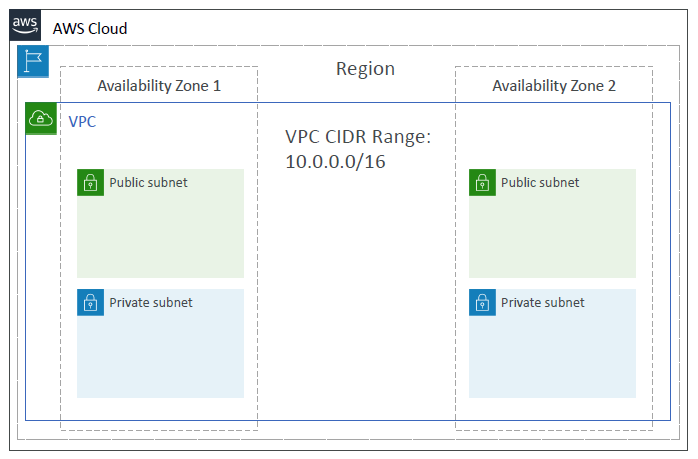 aws
AWS Cloud
Region
Availability Zone 1
Availability Zone 2
VPC
VPC CIDR Range:
10.0.0.0/16
Public subnet
Public subnet
Private subnet
Private subnet